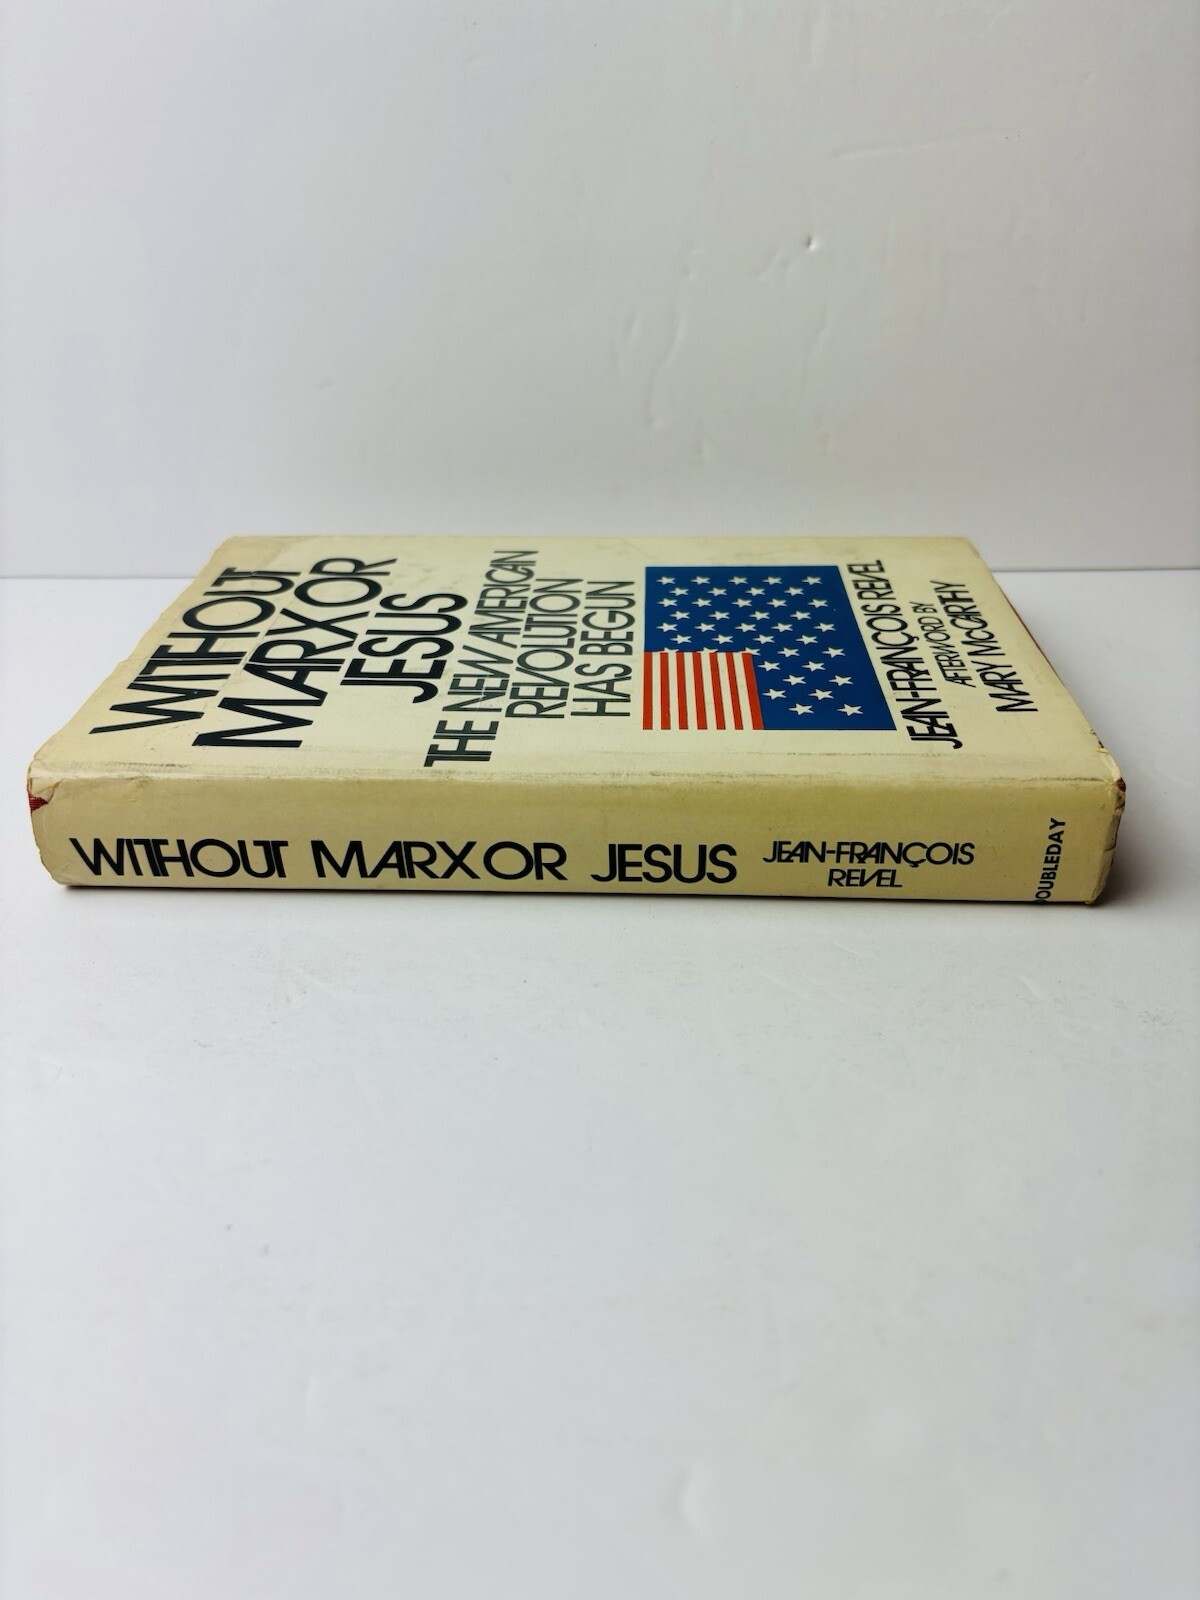 WITHOUT
MARX OR
JESUS
THE NEW AMERICAN
REVOLUTION
HAS BEGUN
JEAN-FRANÇOIS REVEL
AFTERWORD BY
MARY MCCARTHY
WITHOUT MARX OR JESUS
JEAN-FRANÇOIS
REVEL
DOUBLEDAY